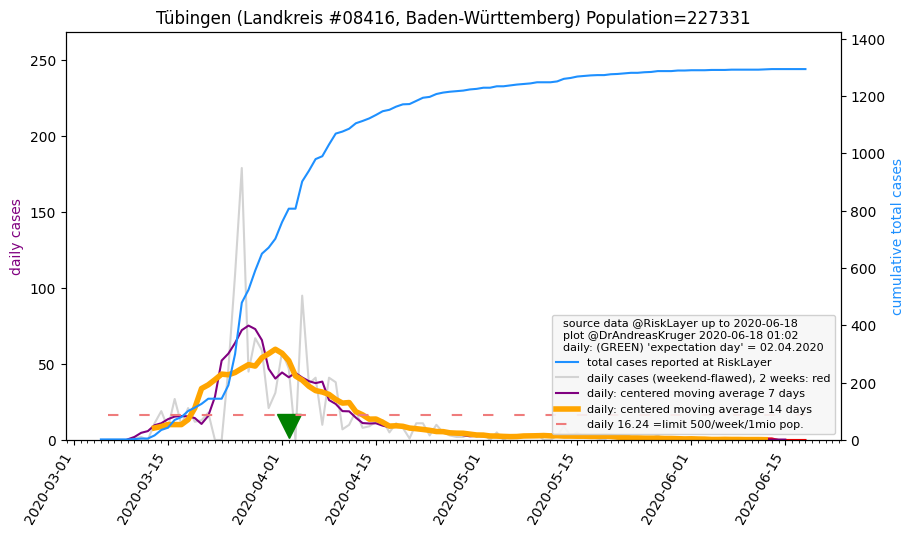 Tübingen (Landkreis #08416, Baden-Württemberg) Population=227331
250
200
150
100
50
0
daily cases
1400
1200
1000
800
600
400
200
0
cumulative total cases
source data @RiskLayer up to 2020-06-18
plot @DrAndreasKruger 2020-06-18 01:02
daily: (GREEN) 'expectation day' = 02.04.2020
total cases reported at RiskLayer
daily cases (weekend-flawed), 2 weeks: red
daily: centered moving average 7 days
daily: centered moving average 14 days
daily 16.24 =limit 500/week/1mio pop.
2020-03-01
2020-03-15
2020-04-01
2020-04-15
2020-05-01
2020-05-15
2020-06-01
2020-06-15